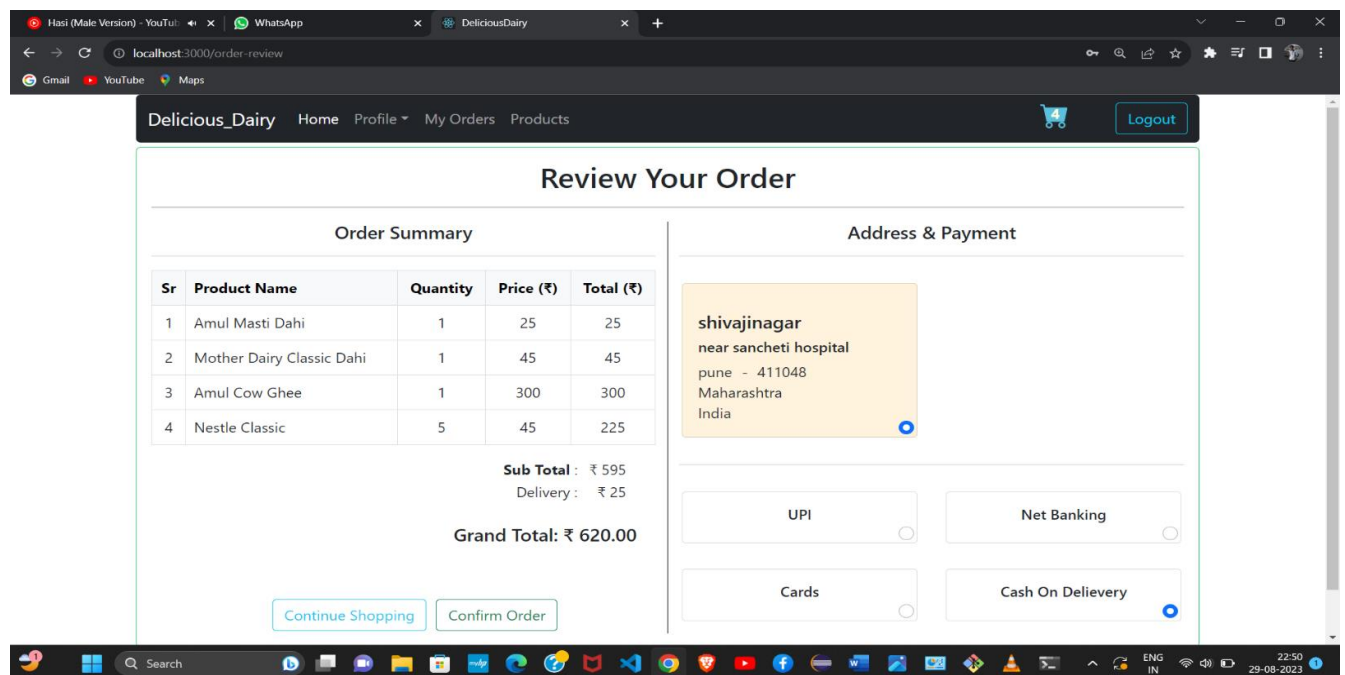 Hasi (Male Version) - YouTub
WhatsApp
DeliciousDairy
localhost:3000/order-review
Gmail
YouTube
Maps
Delicious_Dairy Home Profile My Orders Products
4
Logout
Review Your Order
Order Summary
Sr Product Name Quantity Price (₹) Total (₹)
1 Amul Masti Dahi 1 25 25
2 Mother Dairy Classic Dahi 1 45 45
3 Amul Cow Ghee 1 300 300
4 Nestle Classic 5 45 225
Sub Total : ₹ 595
Delivery : ₹ 25
Grand Total: ₹ 620.00
Continue Shopping
Confirm Order
Address & Payment
shivajinagar
near sancheti hospital
pune - 411048
Maharashtra
India
UPI
Net Banking
Cards
Cash On Delievery
1
Search
ENG
IN
22:50
29-08-2023
1